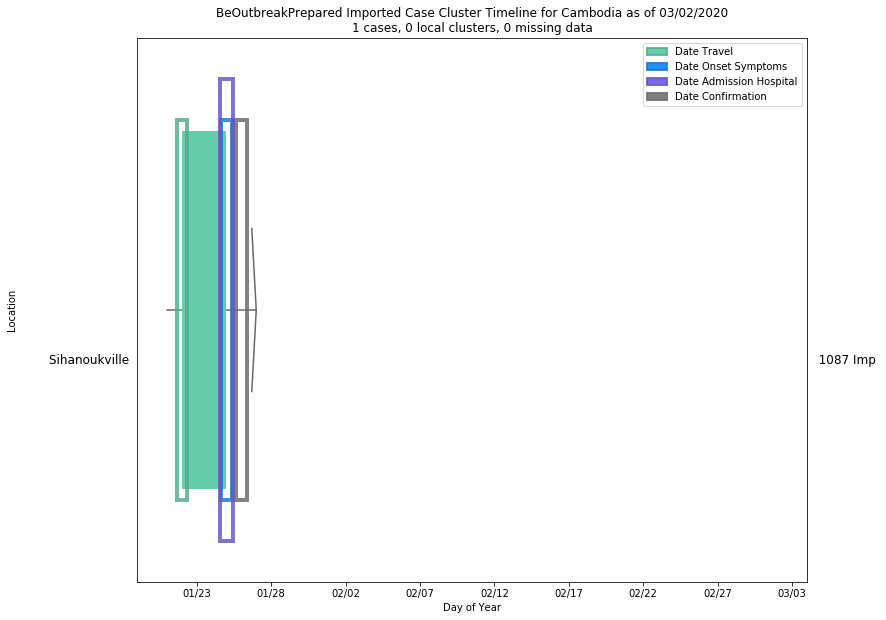 BeOutbreakPrepared Imported Case Cluster Timeline for Cambodia as of 03/02/2020
1 cases, 0 local clusters, 0 missing data
Date Travel
Date Onset Symptoms
Date Admission Hospital
Date Confirmation
Location
Sihanoukville
1087 Imp
01/23 01/28 02/02 02/07 02/12 02/17 02/22 02/27 03/03
Day of Year